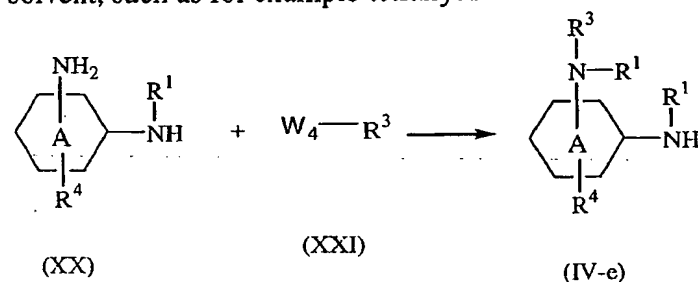 solvent, such as for example
NH₂ R¹ NH A R⁴ + W₄—R³ R³ N—R¹ R¹ NH A R⁴
(XX) (XXI) (IV-e)